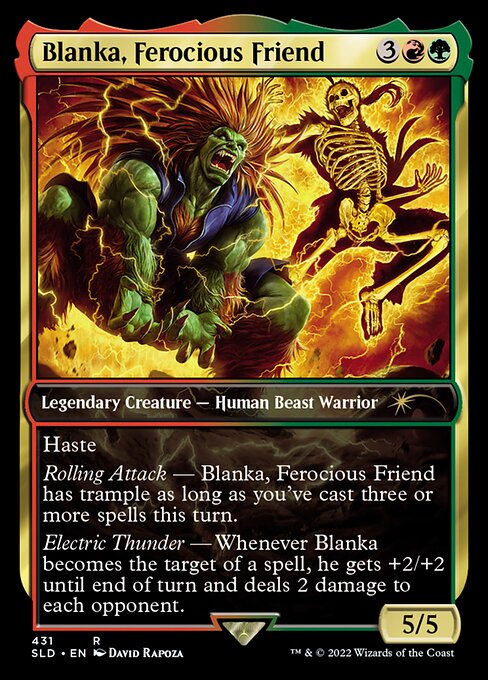 Blanka, Ferocious Friend 3
Legendary Creature — Human Beast Warrior
Haste
Rolling Attack — Blanka, Ferocious Friend
has trample as long as you've cast three or
more spells this turn.
Electric Thunder — Whenever Blanka
becomes the target of a spell, he gets +2/+2
until end of turn and deals 2 damage to
each opponent.
5/5
431 R
SLD • EN David Rapoza
™ & © 2022 Wizards of the Coast